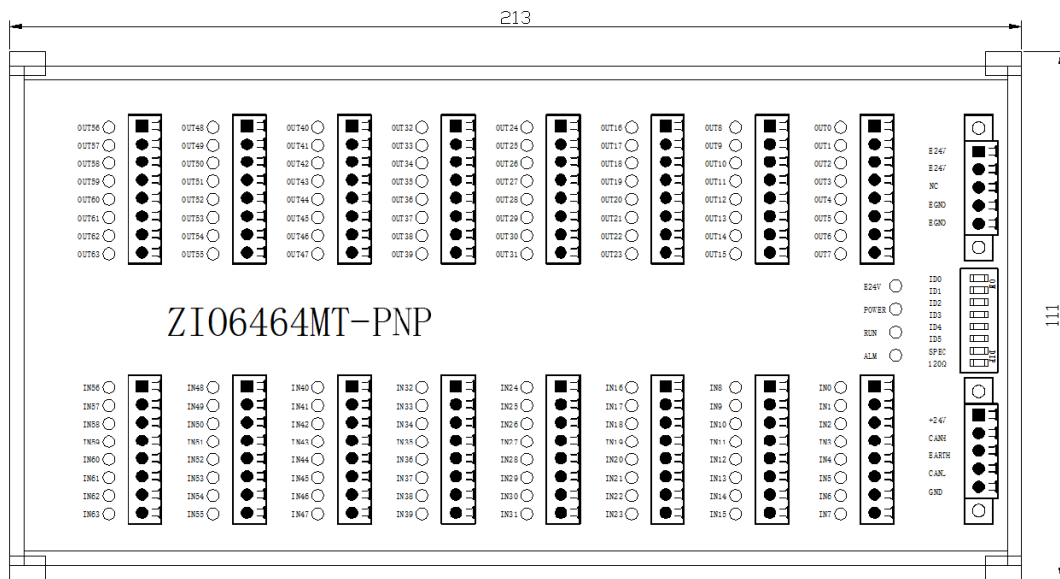 213
111
OUT56 OUT48 OUT40 OUT32 OUT24 OUT16 OUT8 OUT0
OUT57 OUT49 OUT41 OUT33 OUT25 OUT17 OUT9 OUT1
OUT58 OUT50 OUT42 OUT34 OUT26 OUT18 OUT10 OUT2
OUT59 OUT51 OUT43 OUT35 OUT27 OUT19 OUT11 OUT3
OUT60 OUT52 OUT44 OUT36 OUT28 OUT20 OUT12 OUT4
OUT61 OUT53 OUT45 OUT37 OUT29 OUT21 OUT13 OUT5
OUT62 OUT54 OUT46 OUT38 OUT30 OUT22 OUT14 OUT6
OUT63 OUT55 OUT47 OUT39 OUT31 OUT23 OUT15 OUT7
E24V
E24V
NC
EGND
EGND
ZIO6464MT-PNP
E24V
POWER
RUN
ALM
ID0
ID1
ID2
ID3
ID4
ID5
SPEC
120Ω
ON
DIP
IN56 IN48 IN40 IN32 IN24 IN16 IN8 IN0
IN57 IN49 IN41 IN33 IN25 IN17 IN9 IN1
IN58 IN50 IN42 IN34 IN26 IN18 IN10 IN2
IN59 IN51 IN43 IN35 IN27 IN19 IN11 IN3
IN60 IN52 IN44 IN36 IN28 IN20 IN12 IN4
IN61 IN53 IN45 IN37 IN29 IN21 IN13 IN5
IN62 IN54 IN46 IN38 IN30 IN22 IN14 IN6
IN63 IN55 IN47 IN39 IN31 IN23 IN15 IN7
+24V
CANH
EARTH
CANL
GND